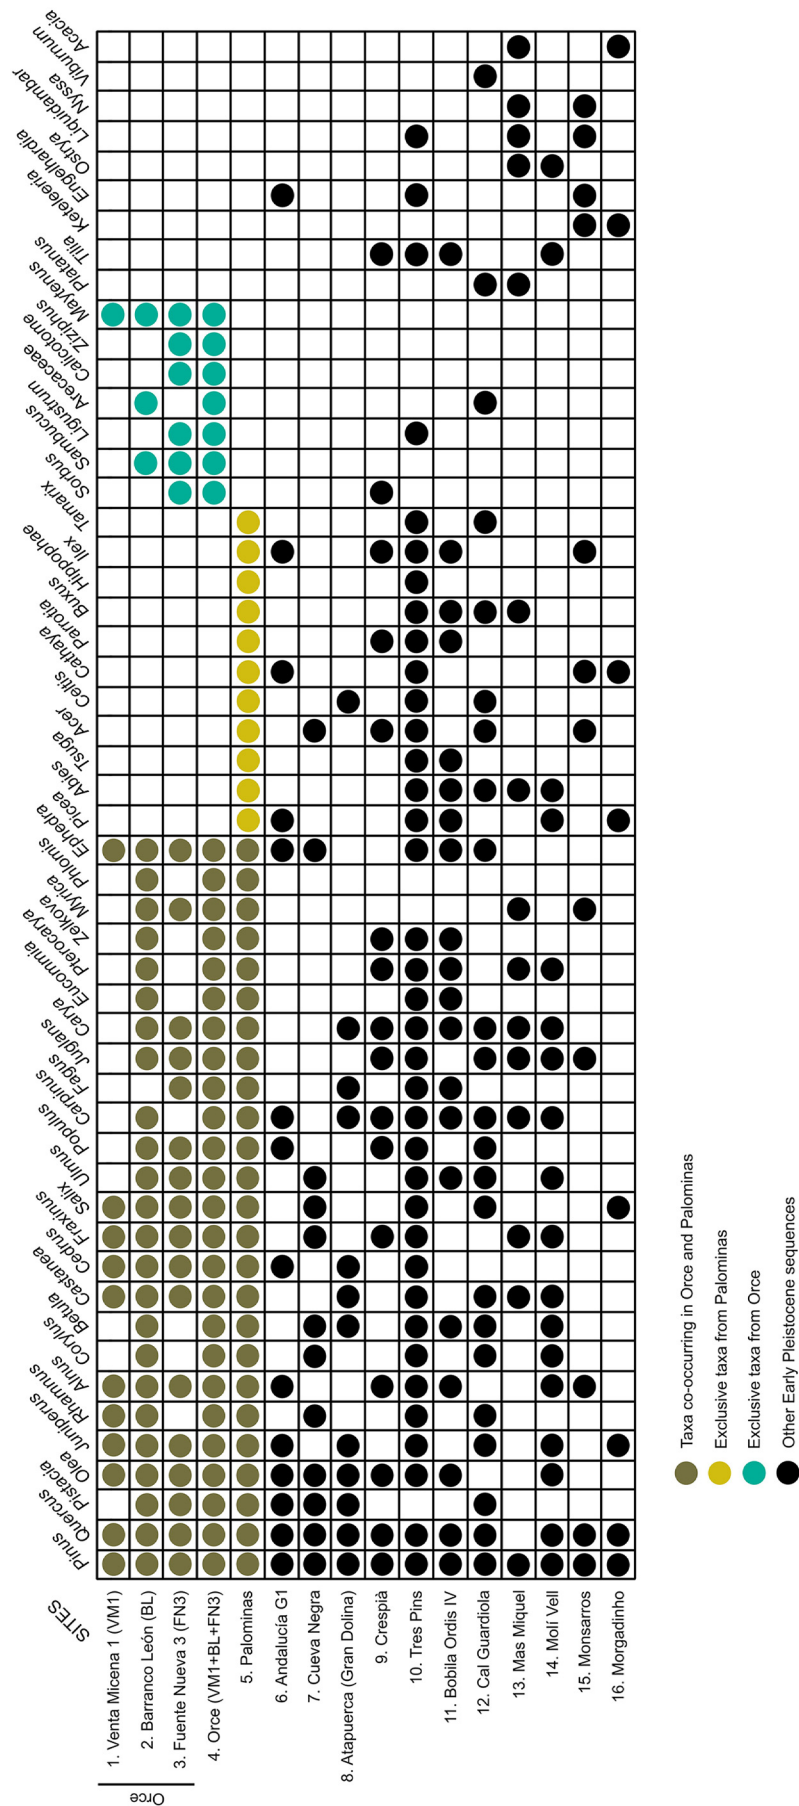 SITES
Pinus
Quercus
Pistacia
Olea
Juniperus
Rhamnus
Alnus
Corylus
Betula
Castanea
Cedrus
Fraxinus
Salix
Ulmus
Populus
Carpinus
Fagus
Juglans
Carya
Eucommia
Pterocarya
Zelkova
Myrica
Phlomis
Ephedra
Picea
Abies
Tsuga
Acer
Celtis
Cathaya
Parrotia
Buxus
Hippophae
Ilex
Tamarix
Sorbus
Sambucus
Ligustrum
Arecaceae
Calicotome
Ziziphus
Maytenus
Platanus
Tilia
Keteleeria
Engelhardia
Ostrya
Liquidambar
Nyssa
Viburnum
Acacia
Orce
1. Venta Micena 1 (VM1)
2. Barranco León (BL)
3. Fuente Nueva 3 (FN3)
4. Orce (VM1+BL+FN3)
5. Palominas
6. Andalucía G1
7. Cueva Negra
8. Atapuerca (Gran Dolina)
9. Crespià
10. Tres Pins
11. Bobila Ordis IV
12. Cal Guardiola
13. Mas Miquel
14. Molí Vell
15. Monsarros
16. Morgadinho
Taxa co-occurring in Orce and Palominas
Exclusive taxa from Palominas
Exclusive taxa from Orce
Other Early Pleistocene sequences